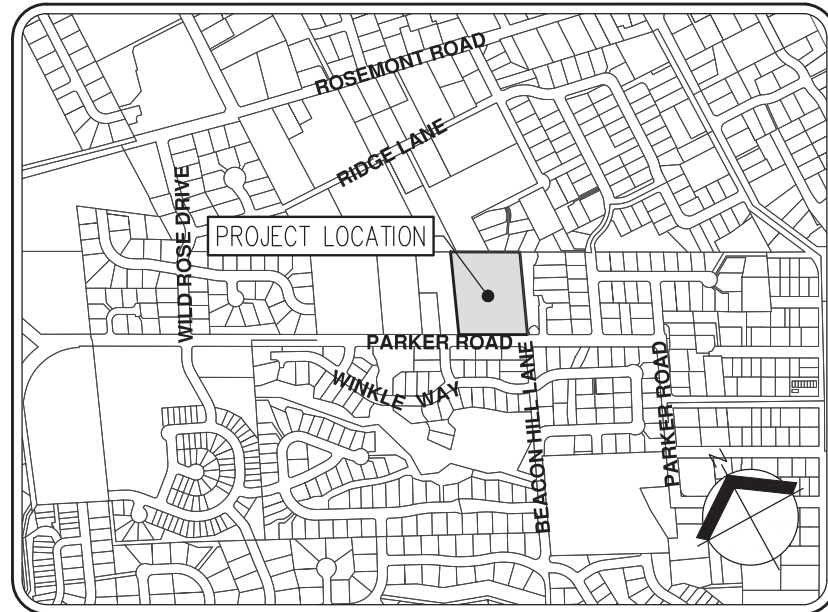 ROSEMONT ROAD
RIDGE LANE
WILD ROSE DRIVE
PROJECT LOCATION
PARKER ROAD
WINKLE WAY
BEACON HILL LANE
PARKER ROAD
N